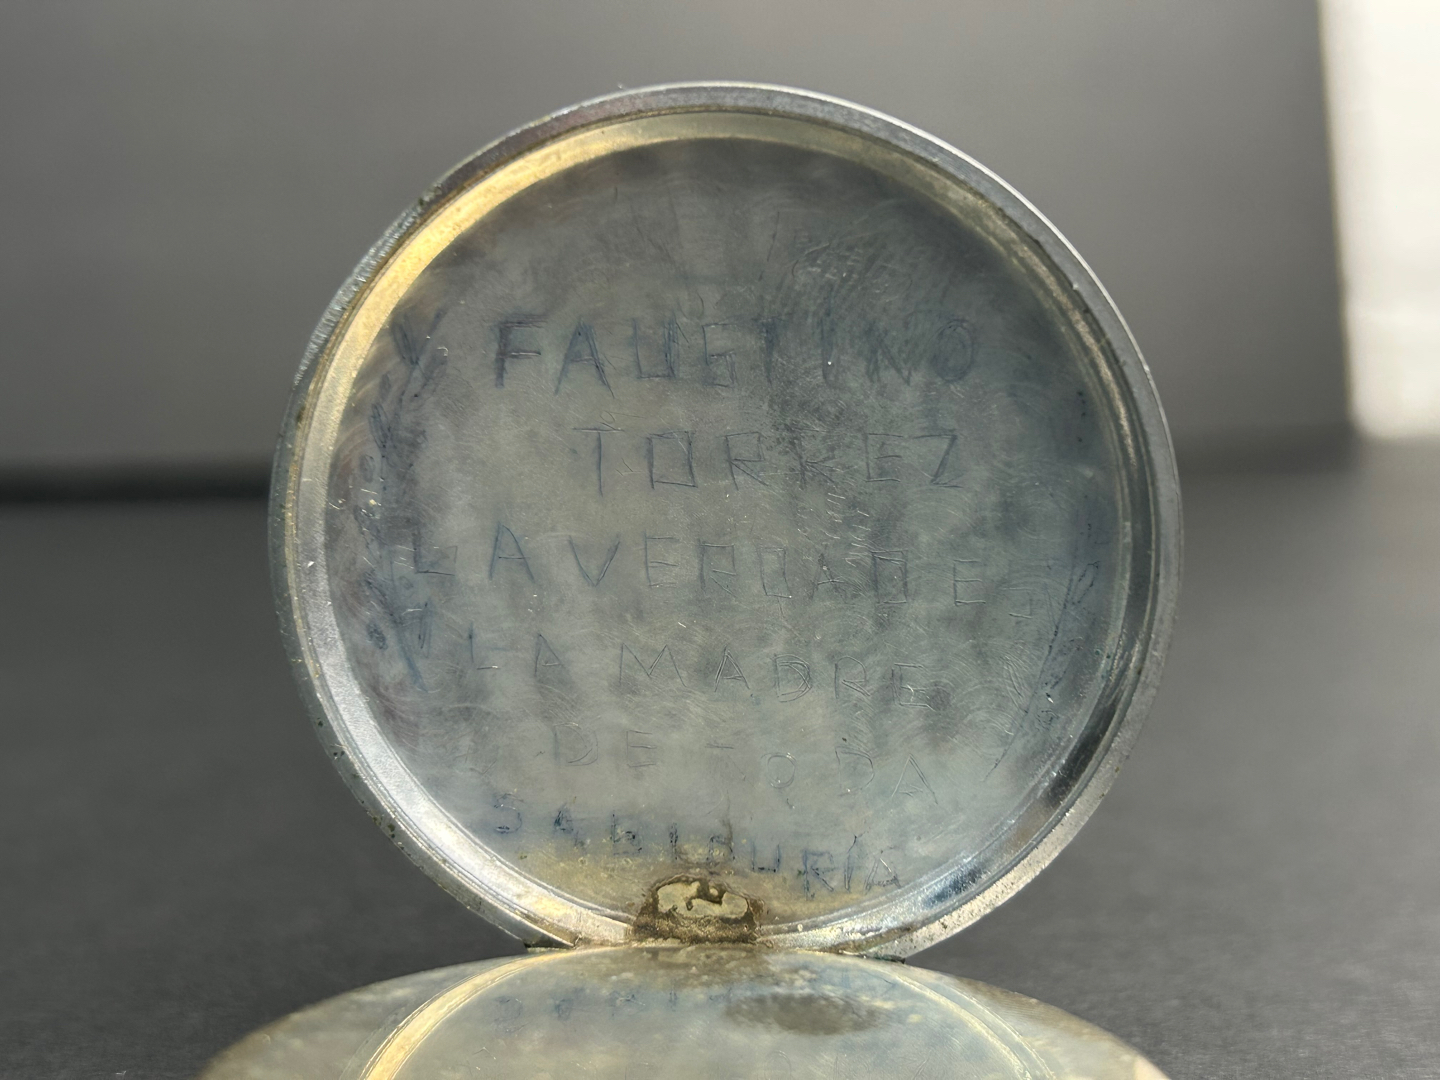 FAUSTINO
TORREZ
LA VERDAD E
LA MADRE
DE TODA
SABIDURÍA